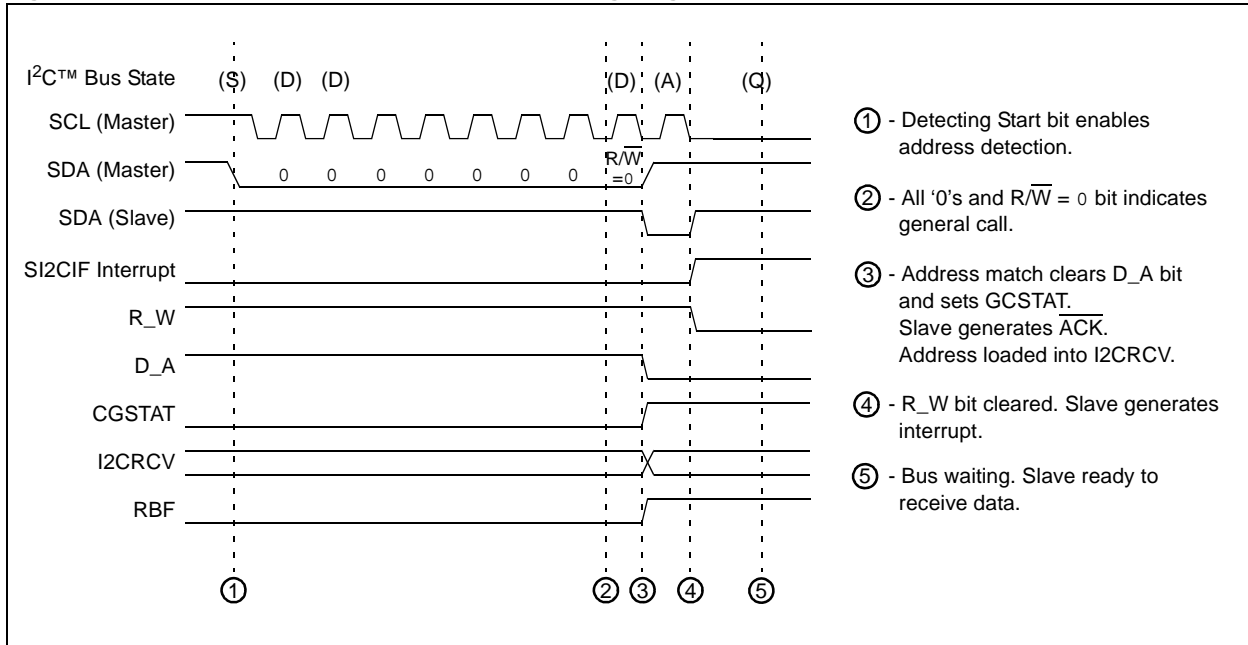 I²C™ Bus State (S) (D) (D) (D) (A) (Q)
SCL (Master)
SDA (Master) 0 0 0 0 0 0 0 R/W̅ =0
SDA (Slave)
SI2CIF Interrupt
R_W
D_A
CGSTAT
I2CRCV
RBF
① ② ③ ④ ⑤
① - Detecting Start bit enables
address detection.
② - All ‘0’s and R/W̅ = 0 bit indicates
general call.
③ - Address match clears D_A bit
and sets GCSTAT.
Slave generates A̅C̅K̅.
Address loaded into I2CRCV.
④ - R_W bit cleared. Slave generates
interrupt.
⑤ - Bus waiting. Slave ready to
receive data.